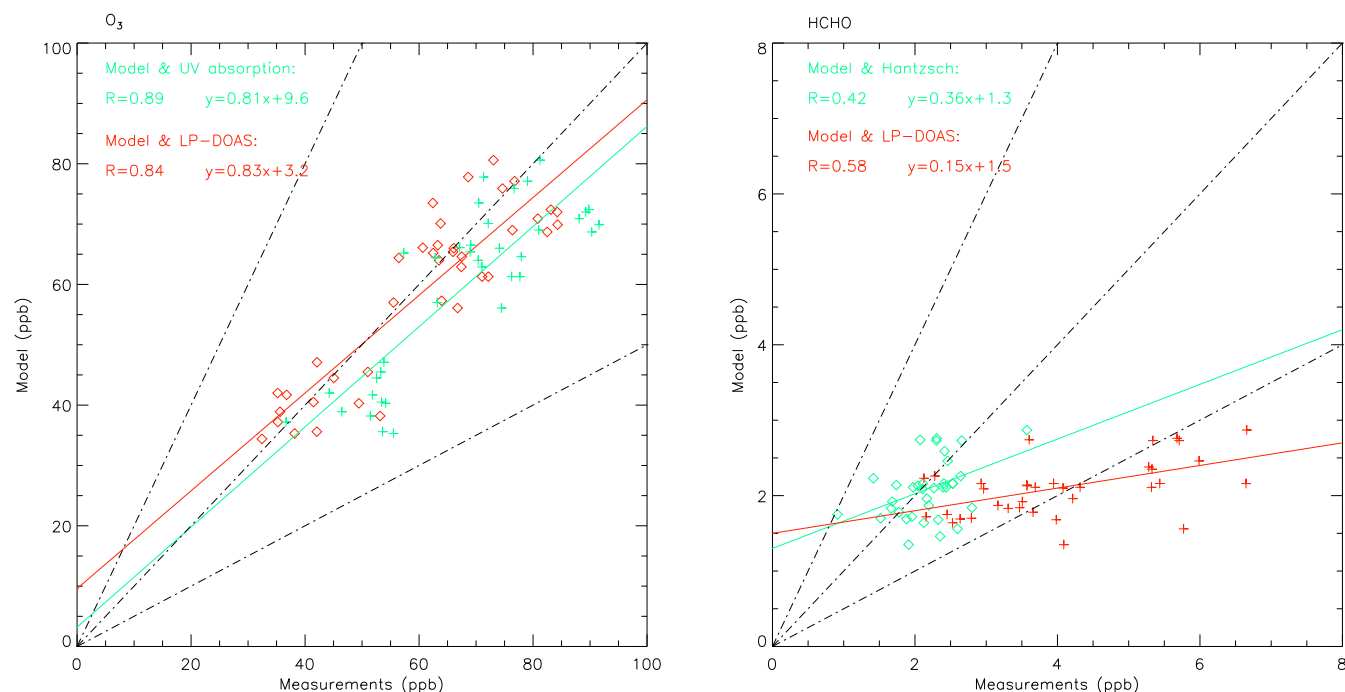 O3
100
80
60
40
20
0
Model (ppb)
Model & UV absorption:
R=0.89 y=0.81x+9.6
Model & LP-DOAS:
R=0.84 y=0.83x+3.2
0 20 40 60 80 100
Measurements (ppb)
HCHO
8
6
4
2
0
Model (ppb)
Model & Hantzsch:
R=0.42 y=0.36x+1.3
Model & LP-DOAS:
R=0.58 y=0.15x+1.5
0 2 4 6 8
Measurements (ppb)